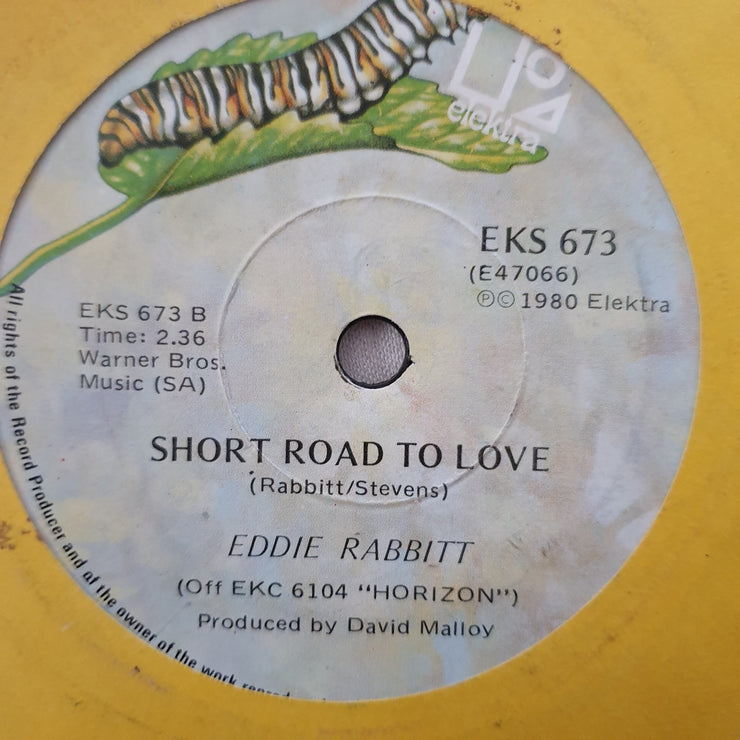 elektra
EKS 673
(E47066)
℗© 1980 Elektra
EKS 673 B
Time: 2.36
Warner Bros.
Music (SA)
SHORT ROAD TO LOVE
(Rabbitt/Stevens)
EDDIE RABBITT
(Off EKC 6104 "HORIZON")
Produced by David Malloy
All rights of the Record Producer and of the owner of the work